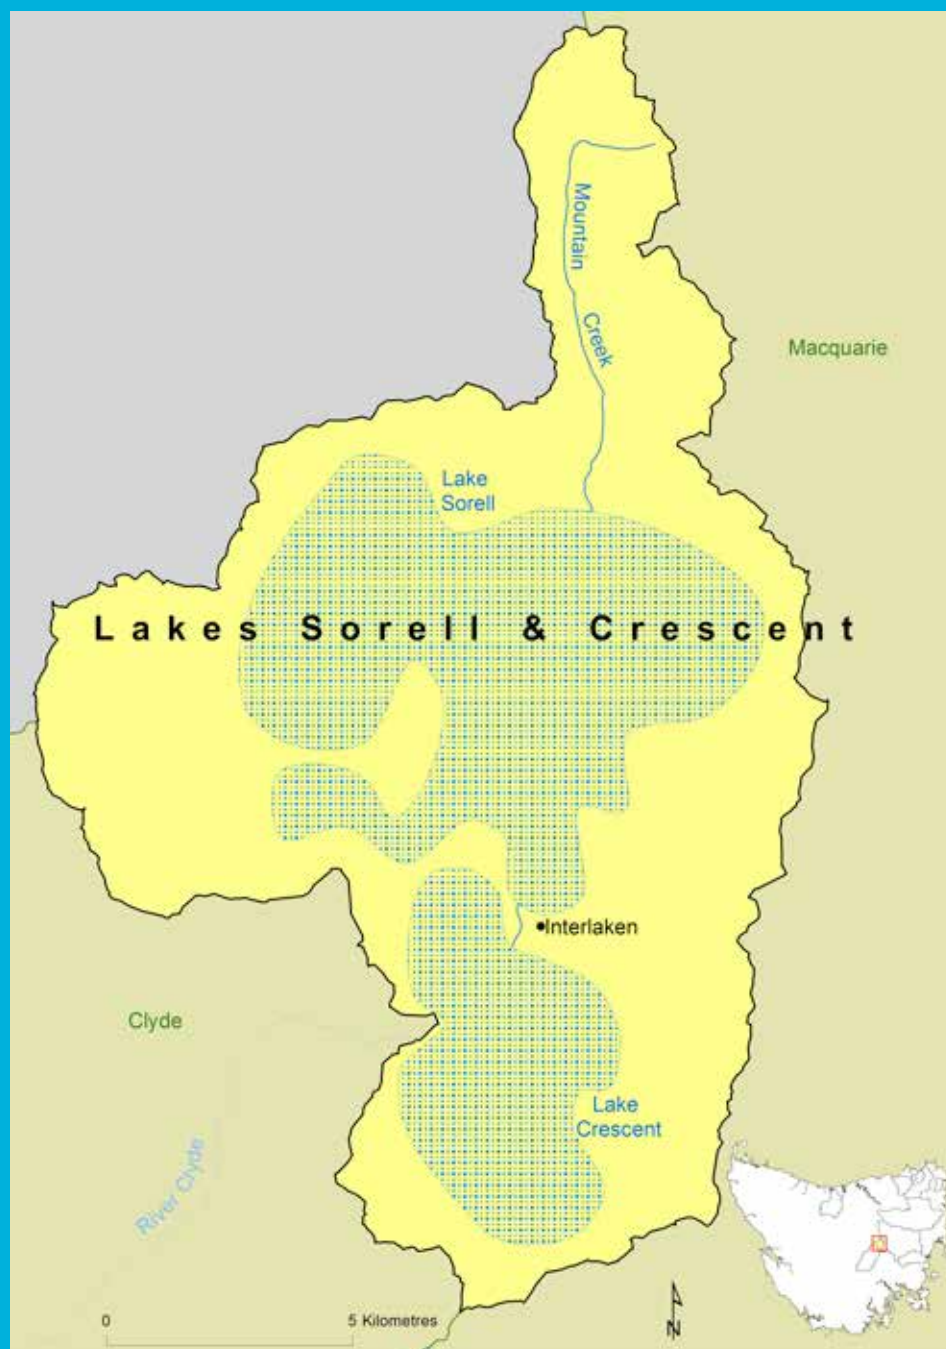 Mountain
Creek
Macquarie
Lake
Sorell
Lakes Sorell & Crescent
Interlaken
Clyde
Lake
Crescent
River Clyde
0 5 Kilometres
N